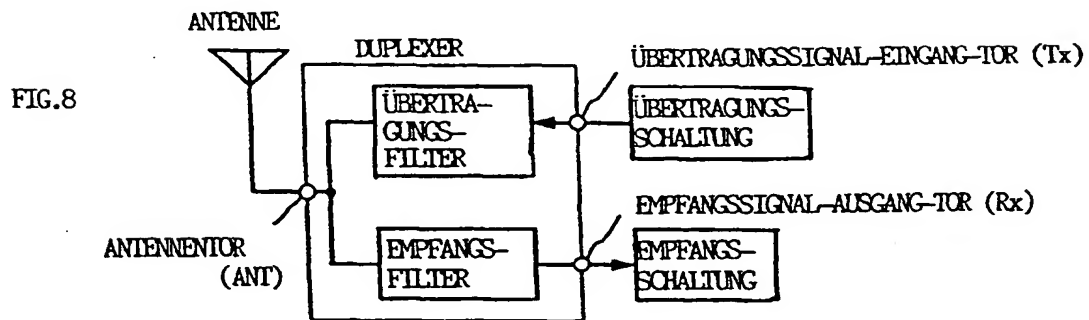 FIG.8
ANTENNE
DUPLEXER
ÜBERTRAGUNGSSIGNAL-EINGANG-TOR (Tx)
ÜBERTRA-
GUNGS-
FILTER
ÜBERTRAGUNGS-
SCHALTUNG
ANTENNENTOR
(ANT)
EMPFANGSSIGNAL-AUSGANG-TOR (Rx)
EMPFANGS-
FILTER
EMPFANGS-
SCHALTUNG